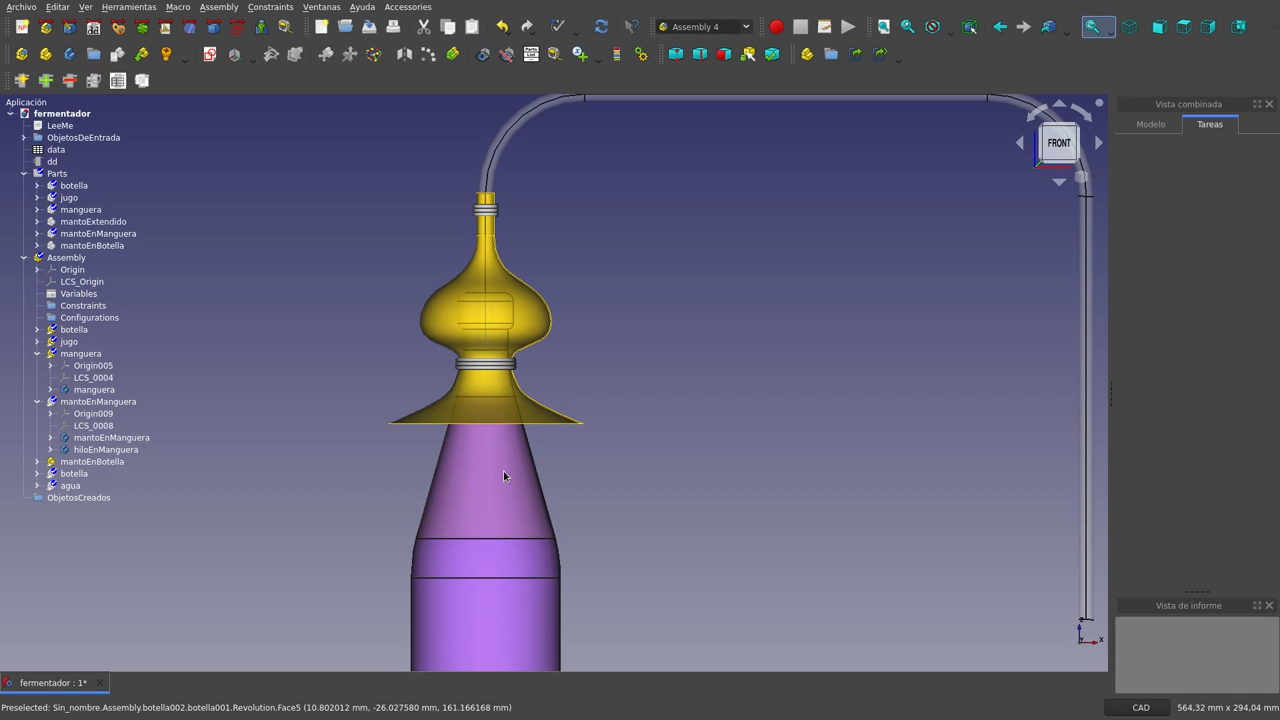 Archivo Editar Ver Herramientas Macro Assembly Constraints Ventanas Ayuda Accessories
Assembly 4
Parts List
Aplicación
fermentador
LeeMe
ObjetosDeEntrada
data
dd
Parts
botella
jugo
manguera
mantoExtendido
mantoEnManguera
mantoEnBotella
Assembly
Origin
LCS_Origin
Variables
Constraints
Configurations
botella
jugo
manguera
Origin005
LCS_0004
manguera
mantoEnManguera
Origin009
LCS_0008
mantoEnManguera
hiloEnManguera
mantoEnBotella
botella
agua
ObjetosCreados
FRONT
Z
X
Vista combinada
Modelo Tareas
Vista de informe
fermentador : 1*
Preselected: Sin_nombre.Assembly.botella002.botella001.Revolution.Face5 (10.802012 mm, -26.027580 mm, 161.166168 mm)
CAD
564,32 mm x 294,04 mm